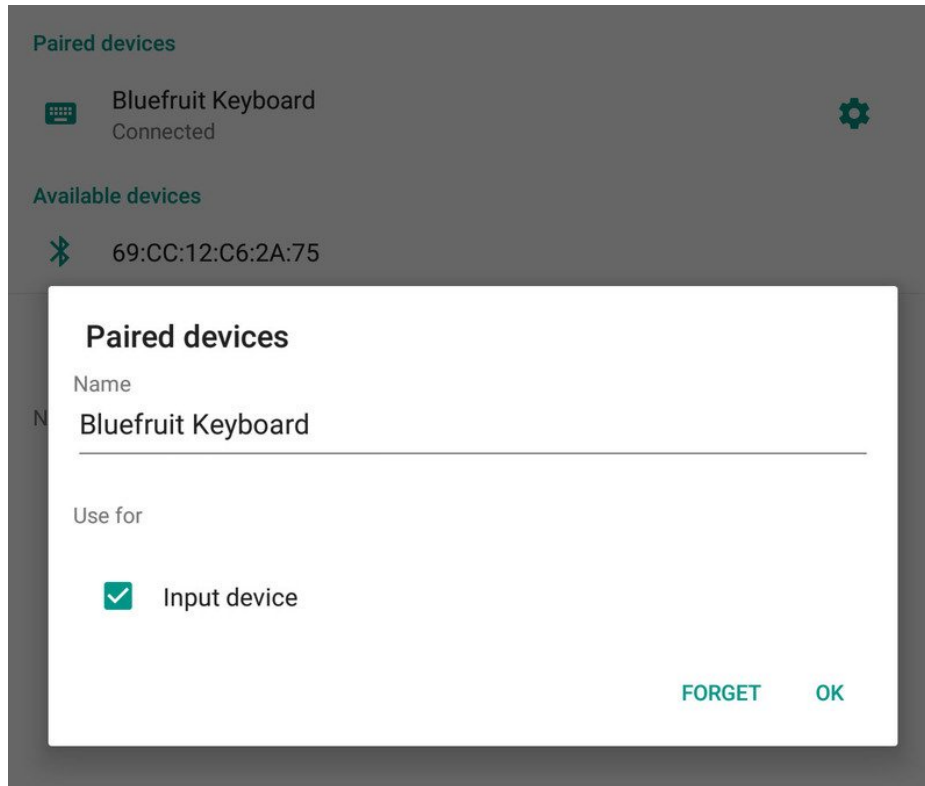 Paired devices
Bluefruit Keyboard
Connected
Available devices
69:CC:12:C6:2A:75
Paired devices
Name
N
Bluefruit Keyboard
Use for
Input device
FORGET OK